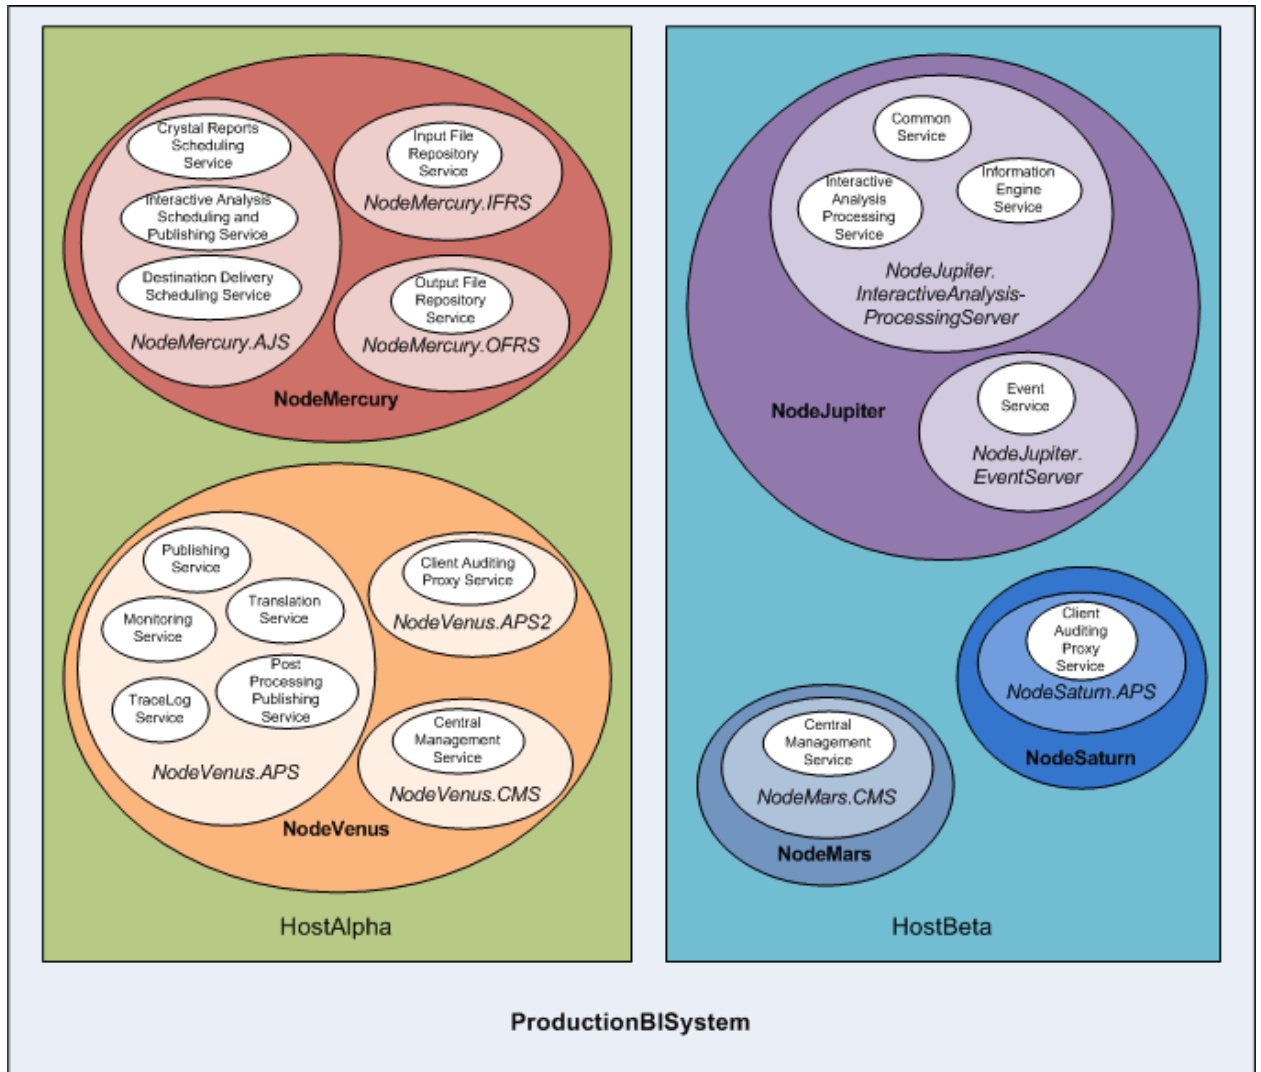 Crystal Reports
Scheduling
Service
Interactive Analysis
Scheduling and
Publishing Service
Destination Delivery
Scheduling Service
NodeMercury.AJS
Input File
Repository
Service
NodeMercury.IFRS
Output File
Repository
Service
NodeMercury.OFRS
NodeMercury
Publishing
Service
Translation
Service
Monitoring
Service
Post
Processing
Publishing
Service
TraceLog
Service
NodeVenus.APS
Client Auditing
Proxy Service
NodeVenus.APS2
Central
Management
Service
NodeVenus.CMS
NodeVenus
HostAlpha
Common
Service
Interactive
Analysis
Processing
Service
Information
Engine
Service
NodeJupiter.
InteractiveAnalysis-
ProcessingServer
Event
Service
NodeJupiter.
EventServer
NodeJupiter
Client
Auditing
Proxy
Service
NodeSaturn.APS
NodeSaturn
Central
Management
Service
NodeMars.CMS
NodeMars
HostBeta
ProductionBISystem